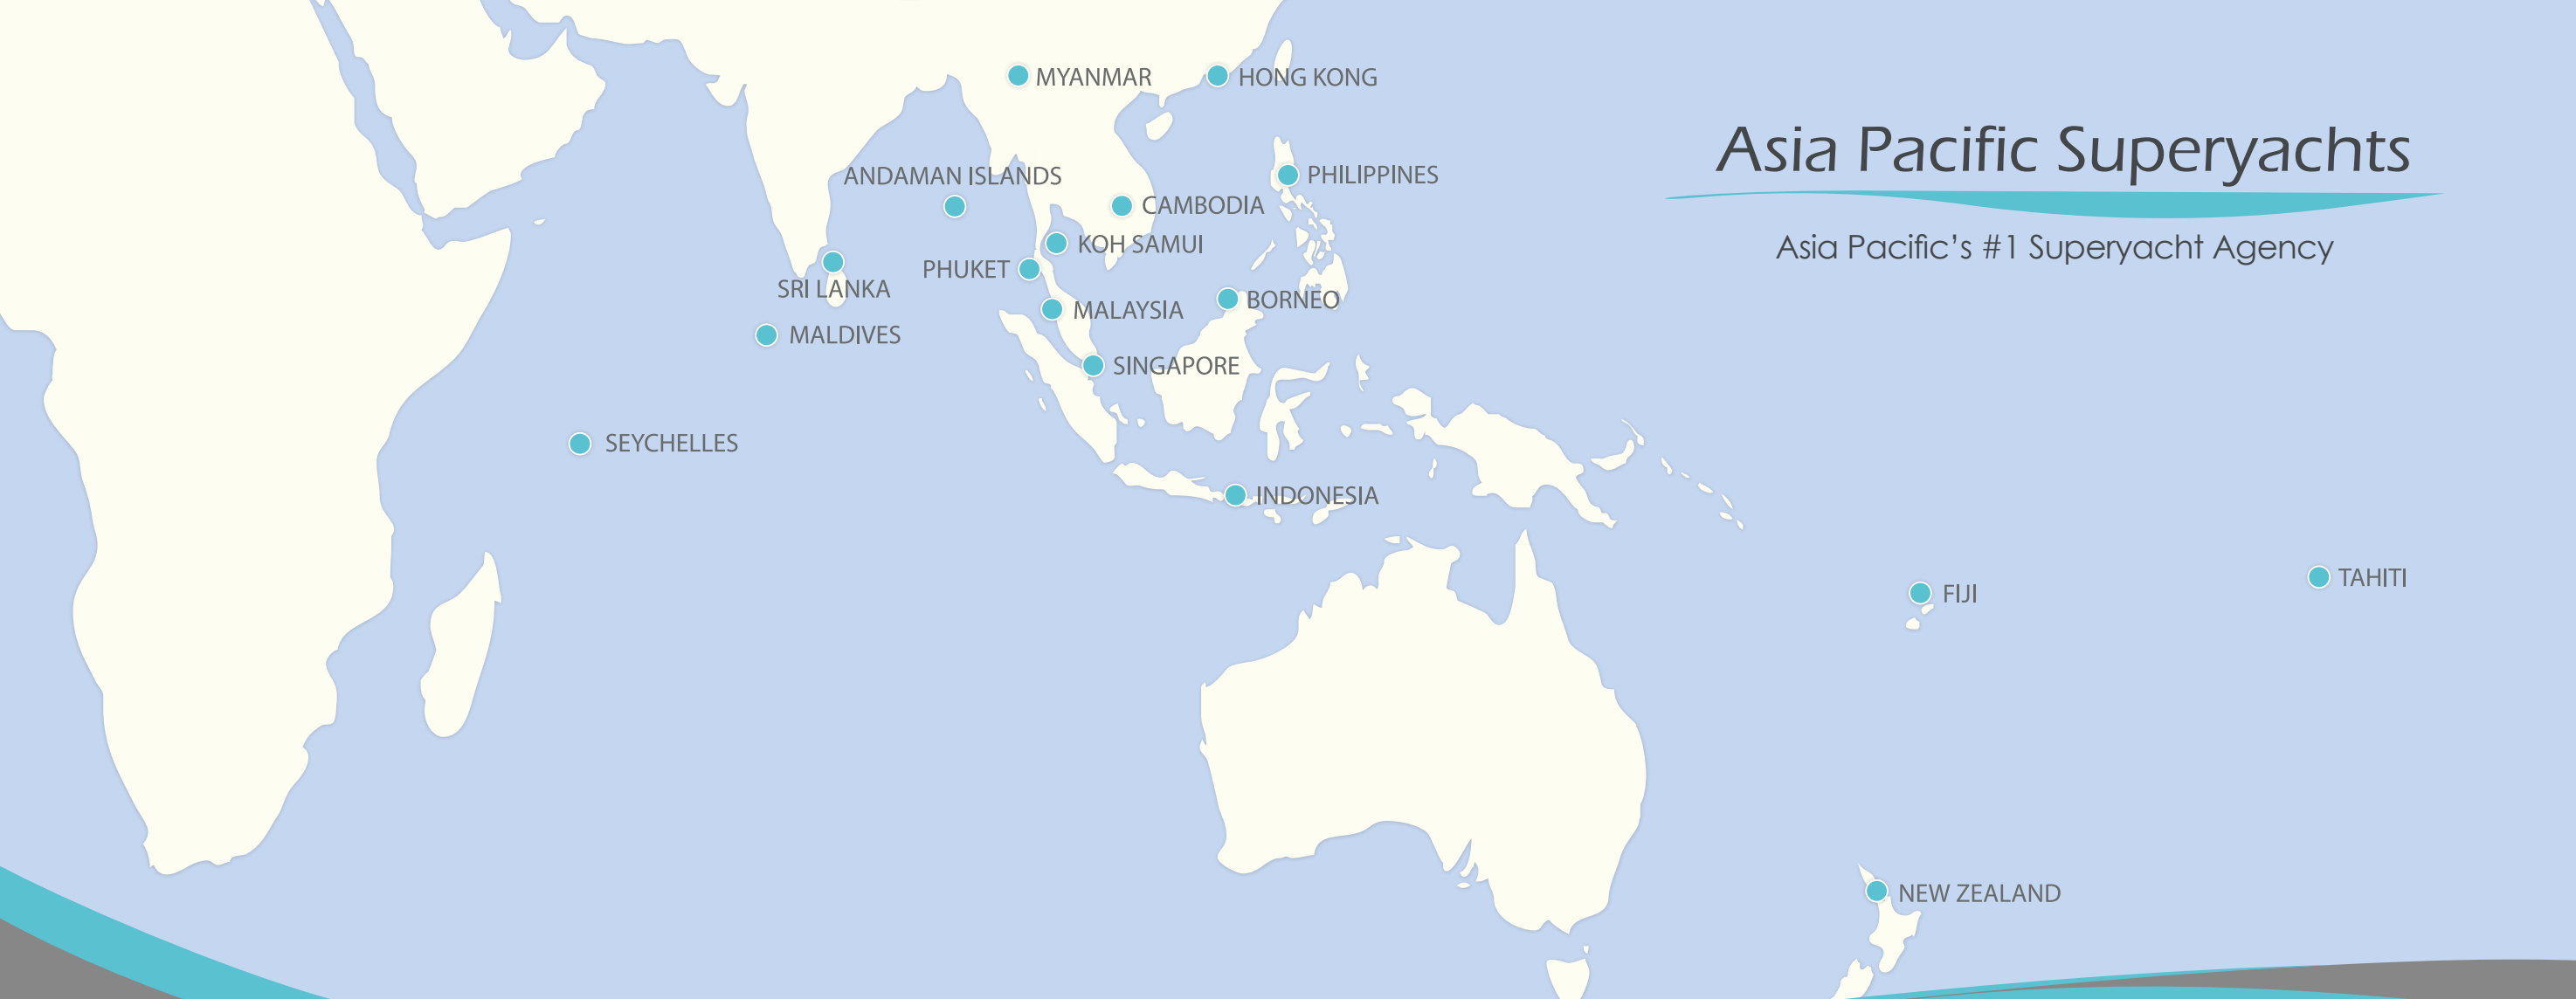 MYANMAR
HONG KONG
Asia Pacific Superyachts
ANDAMAN ISLANDS
PHILIPPINES
CAMBODIA
KOH SAMUI
Asia Pacific’s #1 Superyacht Agency
PHUKET
SRI LANKA
BORNEO
MALAYSIA
MALDIVES
SINGAPORE
SEYCHELLES
INDONESIA
TAHITI
FIJI
NEW ZEALAND